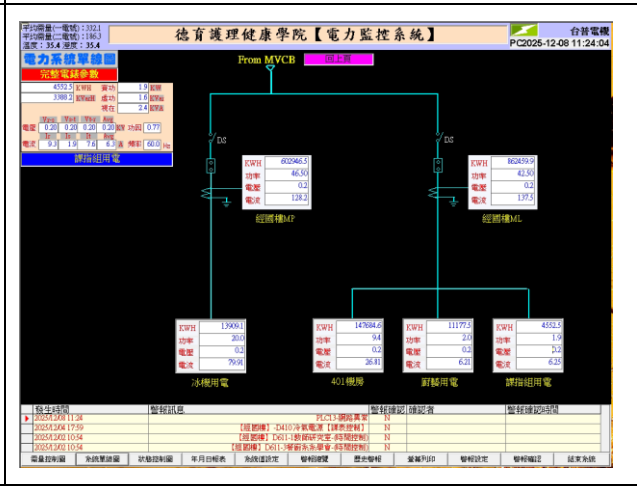 平均需量(一電號) : 332.1
平均需量(二電號) : 186.3
溫度 : 35.4 溼度 : 35.4
德育護理健康學院【電力監控系統】
台普電機
PC2025-12-08 11:24:04
電力系統單線圖
From MVCB
回上頁
完整電錶參數
4552.5 KWH 實功 1.9 KW
3388.2 KVarH 虛功 1.6 KVar
視在 2.4 KVA
Avg
電壓 0.20 0.20 0.20 0.20 KV 功因 0.77
Ir Is It Avg
電流 9.3 1.9 7.6 6.3 A 頻率 60.0 Hz
課指組用電
DS
DS
KWH 602946.5
功率 46.50
電壓 0.2
電流 128.2
經國樓MP
KWH 862459.9
功率 42.50
電壓 0.2
電流 137.5
經國樓ML
KWH 13909.1
功率 20.0
電壓 0.2
電流 79.91
冰機用電
KWH 147684.6
功率 9.4
電壓 0.2
電流 26.81
401機房
KWH 11177.5
功率 2.0
電壓 0.2
電流 6.21
廚藝用電
KWH 4552.5
功率 1.9
電壓 0.2
電流 6.25
課指組用電
發生時間 警報訊息 警報確認 確認者 警報確認時間
2025/12/08 11:24 PLC13-網路異常 N
2025/12/04 17:59 【經國樓】-D410冷氣電源【課表控制】 N
2025/12/02 10:54 【經國樓】D611-1教師研究室-(時間控制) N
2025/12/02 10:54
需量控制圖 系統單線圖 狀態控制圖 年月日報表 系統值設定 警報總覽 歷史警報 螢幕列印 警報設定 警報確認 結束系統